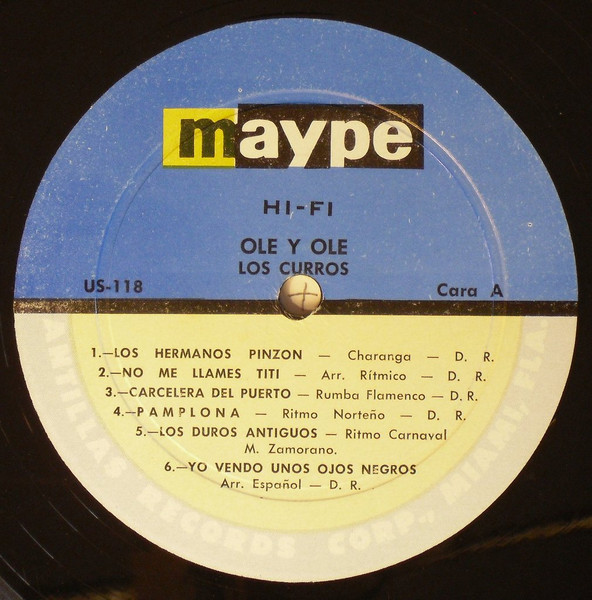 maype
HI-FI
OLE Y OLE
LOS CURROS
US-118
Cara A
1.—LOS HERMANOS PINZON — Charanga — D. R.
2.—NO ME LLAMES TITI — Arr. Rítmico — D. R.
3.—CARCELERA DEL PUERTO — Rumba Flamenco — D. R.
4.—PAMPLONA — Ritmo Norteño — D. R.
5.—LOS DUROS ANTIGUOS — Ritmo Carnaval
M. Zamorano.
6.—YO VENDO UNOS OJOS NEGROS
Arr. Español — D. R.
ANTILLAS RECORDS CORP., MIAMI, FLA.